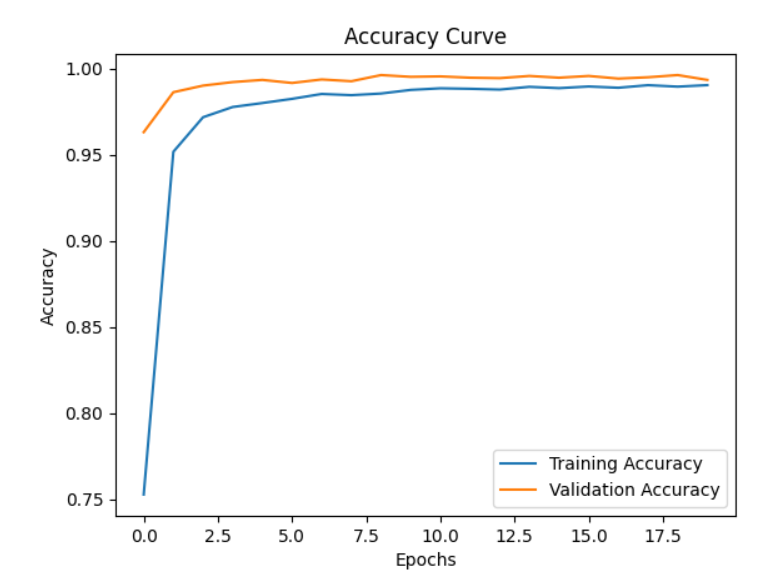 Accuracy Curve
1.00
0.95
0.90
0.85
0.80
0.75
Accuracy
Training Accuracy
Validation Accuracy
0.0 2.5 5.0 7.5 10.0 12.5 15.0 17.5
Epochs